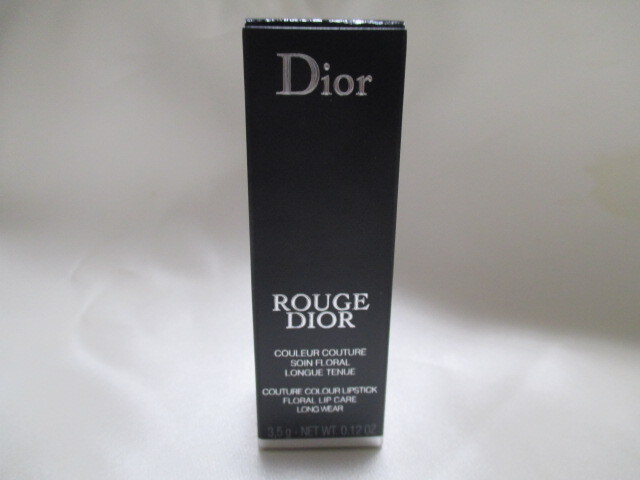 Dior
ROUGE
DIOR
COULEUR COUTURE
SOIN FLORAL
LONGUE TENUE
COUTURE COLOUR LIPSTICK
FLORAL LIP CARE
LONG WEAR
3.5 g - NET WT. 0.12 OZ.